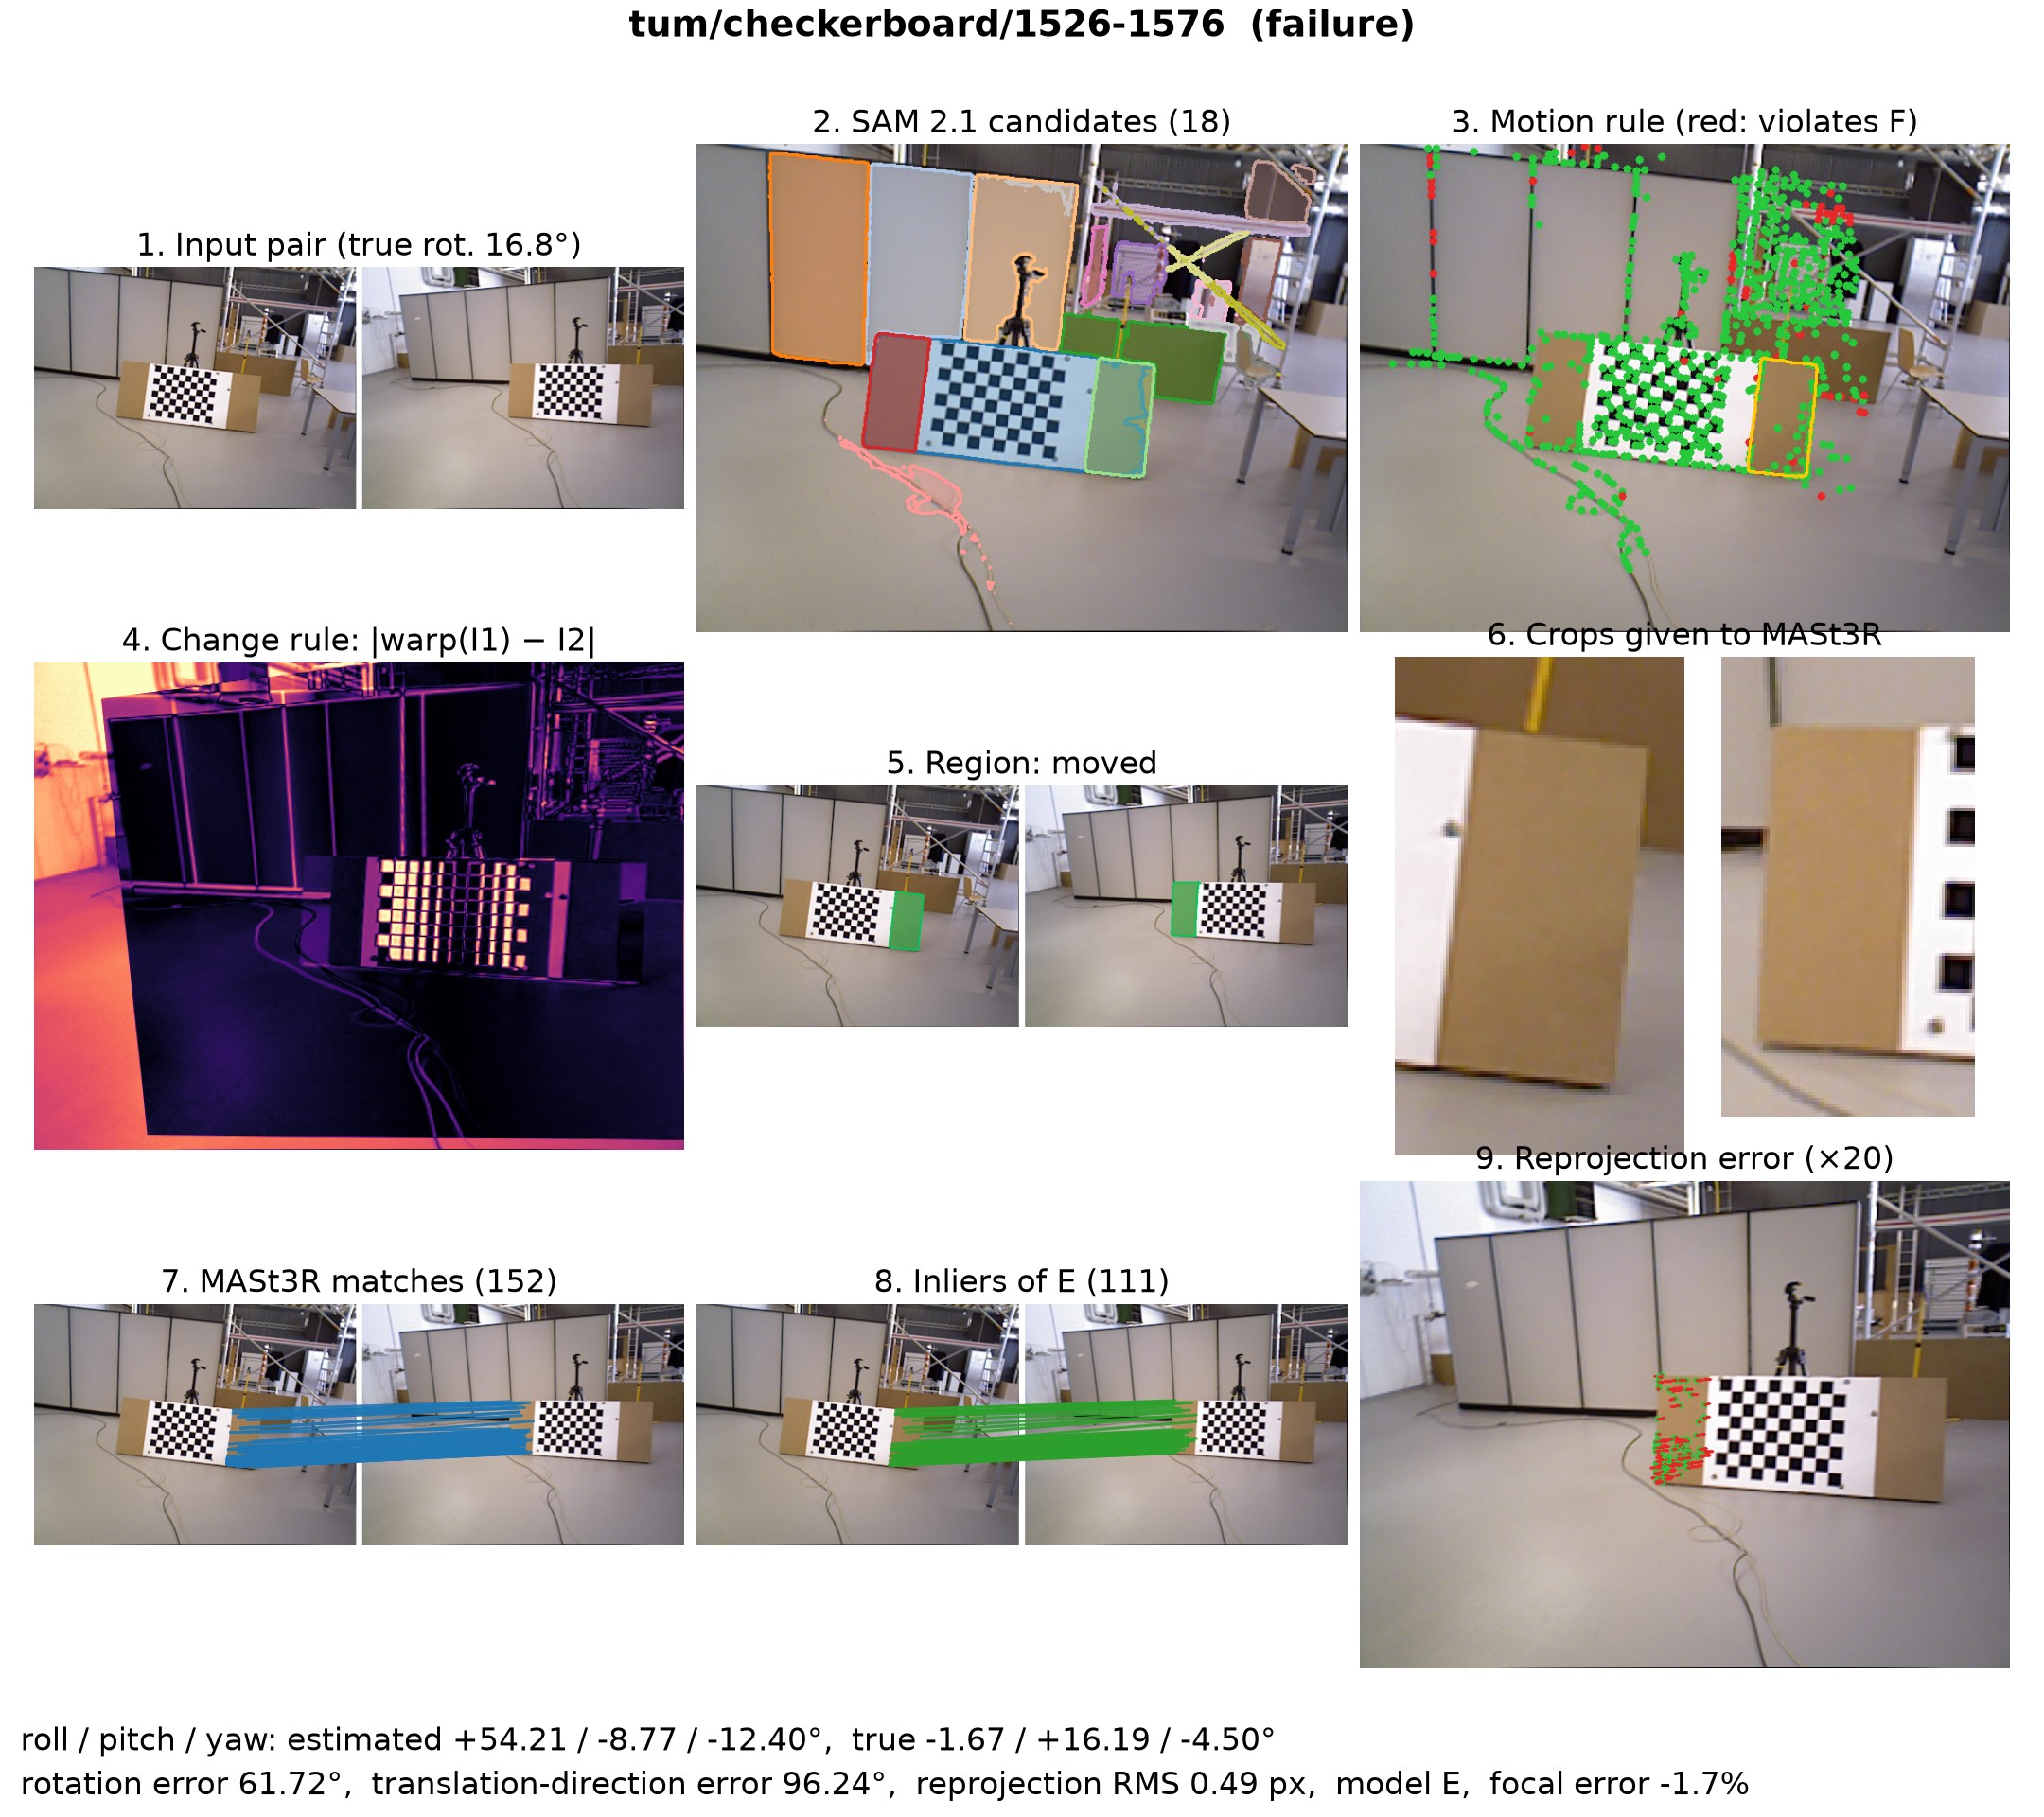 tum/checkerboard/1526-1576  (failure)
1. Input pair (true rot. 16.8°)
2. SAM 2.1 candidates (18)
3. Motion rule (red: violates F)
4. Change rule: |warp(I1) − I2|
5. Region: moved
6. Crops given to MASt3R
7. MASt3R matches (152)
8. Inliers of E (111)
9. Reprojection error (×20)
roll / pitch / yaw: estimated +54.21 / -8.77 / -12.40°,  true -1.67 / +16.19 / -4.50°
rotation error 61.72°,  translation-direction error 96.24°,  reprojection RMS 0.49 px,  model E,  focal error -1.7%